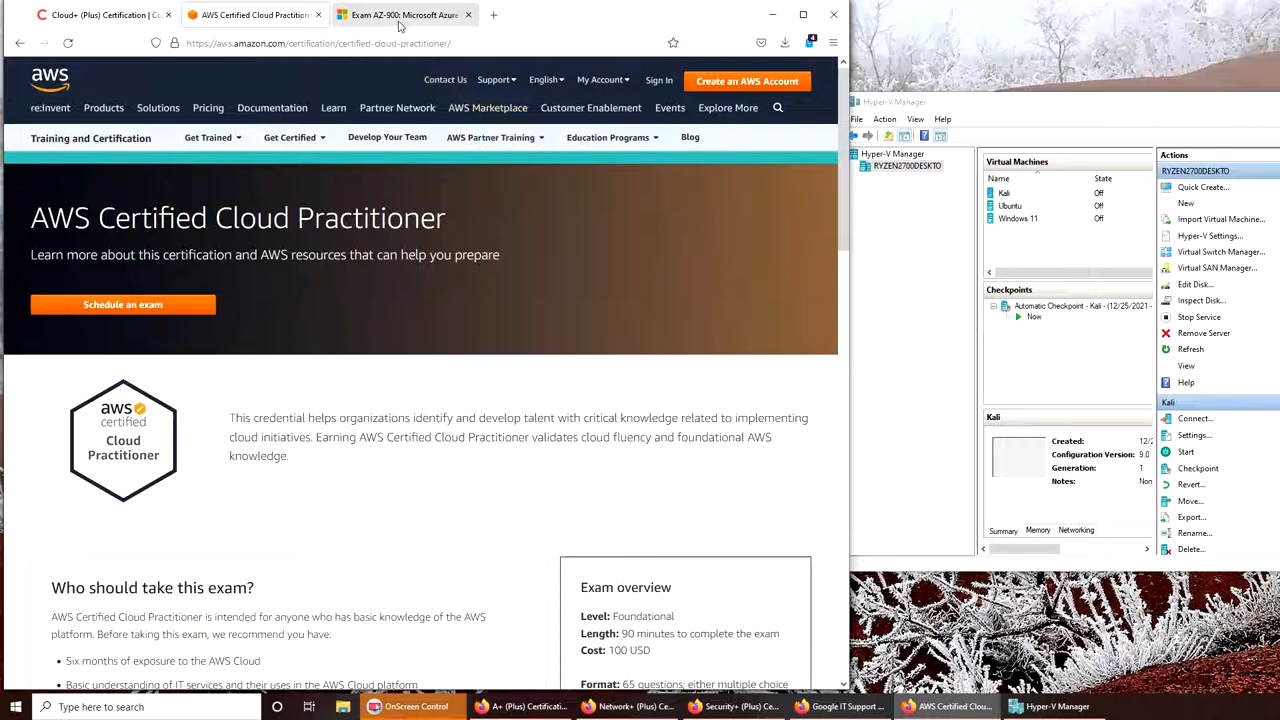 Cloud+ (Plus) Certification | Co
AWS Certified Cloud Practition
Exam AZ-900: Microsoft Azure
https://aws.amazon.com/certification/certified-cloud-practitioner/
4
aws
Contact Us
Support
English
My Account
Sign In
Create an AWS Account
re:Invent
Products
Solutions
Pricing
Documentation
Learn
Partner Network
AWS Marketplace
Customer Enablement
Events
Explore More
Training and Certification
Get Trained
Get Certified
Develop Your Team
AWS Partner Training
Education Programs
Blog
AWS Certified Cloud Practitioner
Learn more about this certification and AWS resources that can help you prepare
Schedule an exam
aws
certified
Cloud
Practitioner
This credential helps organizations identify and develop talent with critical knowledge related to implementing
cloud initiatives. Earning AWS Certified Cloud Practitioner validates cloud fluency and foundational AWS
knowledge.
Who should take this exam?
AWS Certified Cloud Practitioner is intended for anyone who has basic knowledge of the AWS
platform. Before taking this exam, we recommend you have:
• Six months of exposure to the AWS Cloud
• Basic understanding of IT services and their uses in the AWS Cloud platform
Exam overview
Level: Foundational
Length: 90 minutes to complete the exam
Cost: 100 USD
Format: 65 questions; either multiple choice
Hyper-V Manager
File
Action
View
Help
Hyper-V Manager
RYZEN2700DESKTO
Virtual Machines
Name
State
Kali
Off
Ubuntu
Off
Windows 11
Off
Checkpoints
Automatic Checkpoint - Kali - (12/25/2021 -
Now
Kali
Created: 12/2
Configuration Version: 9.0
Generation: 1
Notes: Non
Summary
Memory
Networking
Actions
RYZEN2700DESKTO
Quick Create...
New
Import Virtual Machine...
Hyper-V Settings...
Virtual Switch Manager...
Virtual SAN Manager...
Edit Disk...
Inspect Disk...
Stop Service
Remove Server
Refresh
View
Help
Kali
Connect...
Settings...
Start
Checkpoint
Revert...
Move...
Export...
Rename...
Delete...
Type here to search
OnScreen Control
A+ (Plus) Certificati...
Network+ (Plus) Ce...
Security+ (Plus) Ce...
Google IT Support ...
AWS Certified Clou...
Hyper-V Manager